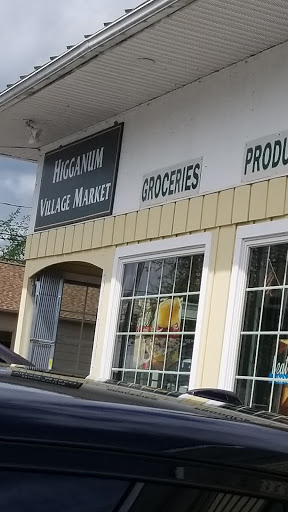 HIGGANUM
VILLAGE MARKET
GROCERIES
PRODU